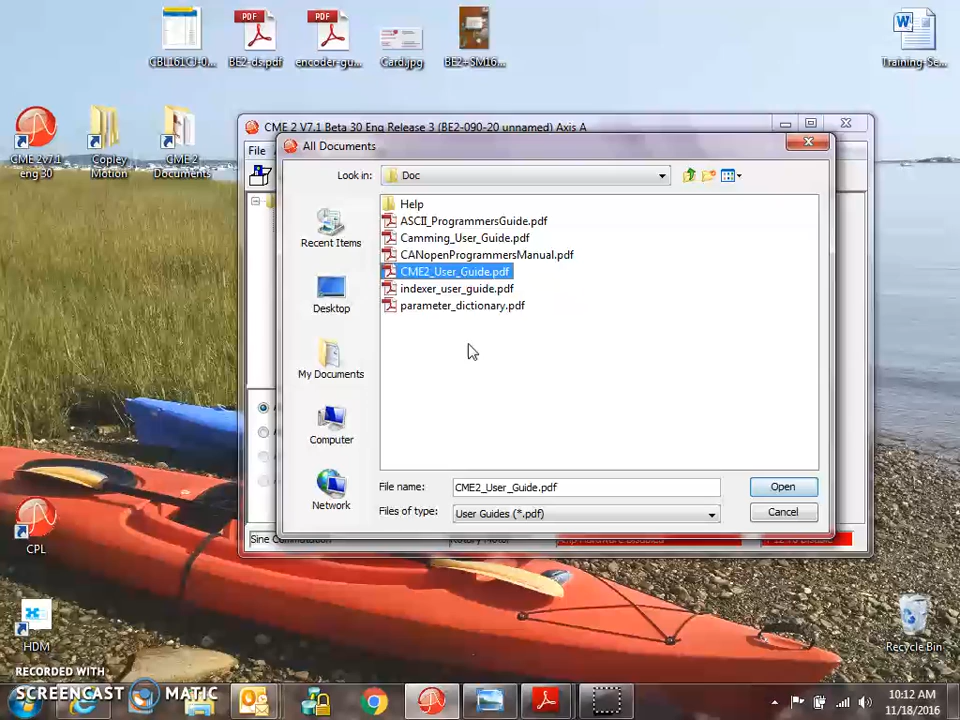 CBL161CJ-0...
BE2-ds.pdf
encoder-gu...
Card.jpg
BE2+SM16...
Training-Se...
CME 2v7.1
eng 30
Copley
Motion
CME 2
Documents
CME 2 V7.1 Beta 30 Eng Release 3 (BE2-090-20 unnamed) Axis A
File
All Documents
Look in:
Doc
Recent Items
Desktop
My Documents
Computer
Network
Help
ASCII_ProgrammersGuide.pdf
Camming_User_Guide.pdf
CANopenProgrammersManual.pdf
CME2_User_Guide.pdf
indexer_user_guide.pdf
parameter_dictionary.pdf
File name:
CME2_User_Guide.pdf
Open
Files of type:
User Guides (*.pdf)
Cancel
CPL
HDM
Recycle Bin
RECORDED WITH
SCREENCAST MATIC
10:12 AM
11/18/2016